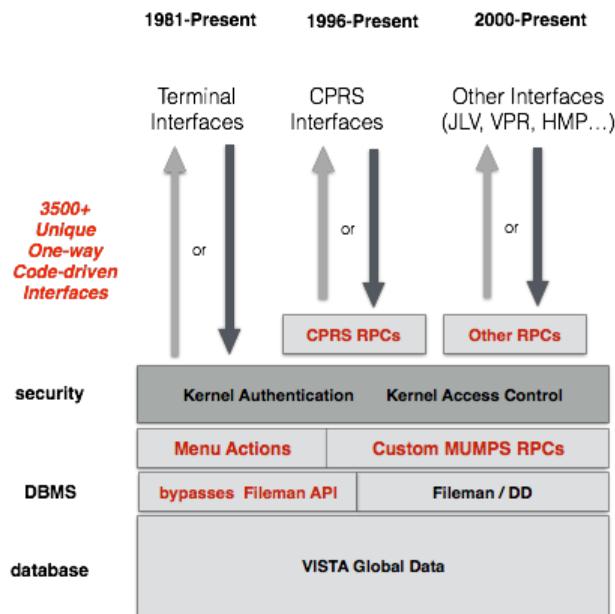 1981-Present
1996-Present
2000-Present
Terminal
Interfaces
CPRS
Interfaces
Other Interfaces
(JLV, VPR, HMP...)
3500+
Unique
One-way
Code-driven
Interfaces
or
or
or
CPRS RPCs
Other RPCs
security
Kernel Authentication
Kernel Access Control
Menu Actions
Custom MUMPS RPCs
DBMS
bypasses Fileman API
Fileman / DD
database
VISTA Global Data